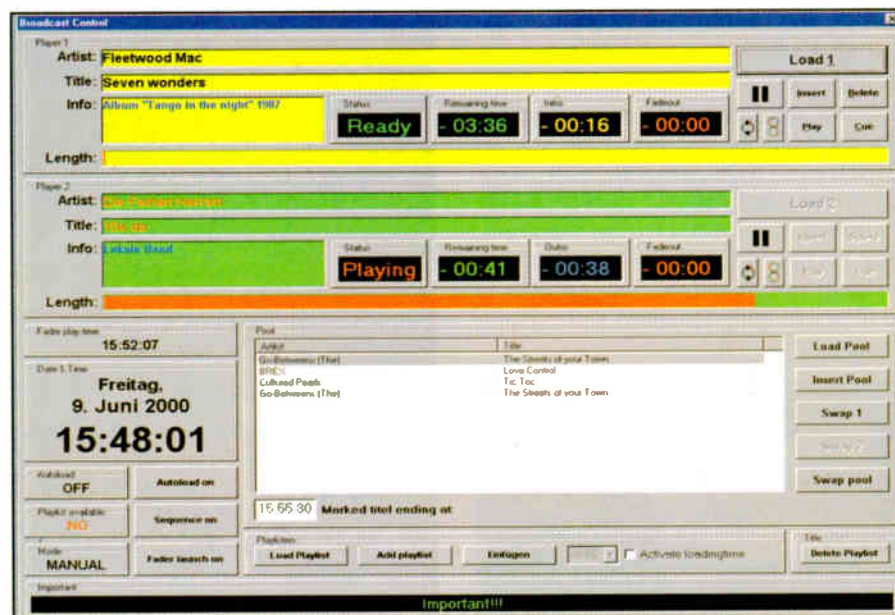 Broadcast Control
Player 1
Artist: Fleetwood Mac
Load 1
Title: Seven wonders
Info: Album "Tango in the night" 1987
Status
Remaining time
Intro
Fadeout
Ready
- 03:36
- 00:16
- 00:00
Insert
Delete
Play
Cue
Length:
Player 2
Artist:
Load 2
Title:
Info: Lokale Band
Status
Remaining time
Outro
Fadeout
Playing
- 00:41
- 00:38
- 00:00
Length:
Fader play time
15:52:07
Date & Time
Freitag,
9. Juni 2000
15:48:01
Pool
Artist
Title
Go-Betweens (The)
The Streets of your Town
Love Control
Cultured Pearls
Tic Toc
Go-Betweens (The)
The Streets of your Town
Load Pool
Insert Pool
Swap 1
Swap 2
Swap pool
15:55:30 Marked titel ending at
Autoload
OFF
Autoload on
Playlist available
NO
Sequence on
Mode
MANUAL
Fader launch on
Playlisten
Load Playlist
Add playlist
Einfügen
Activate loadingtime
Title
Delete Playlist
Important
Important!!!